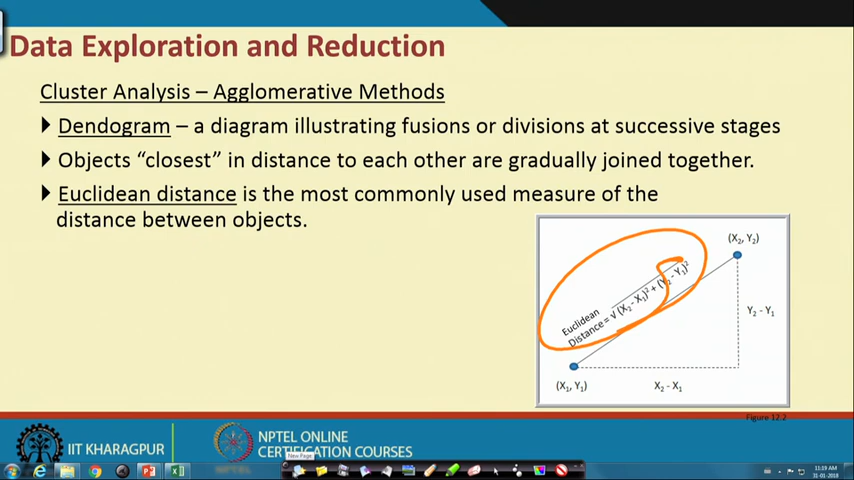 Data Exploration and Reduction
Cluster Analysis – Agglomerative Methods
Dendogram – a diagram illustrating fusions or divisions at successive stages
Objects “closest” in distance to each other are gradually joined together.
Euclidean distance is the most commonly used measure of the
distance between objects.
(X₂, Y₂)
Euclidean
Distance = √(X₂ - X₁)² + (Y₂ - Y₁)²
Y₂ - Y₁
(X₁, Y₁)
X₂ - X₁
Figure 12.2
IIT KHARAGPUR
NPTEL ONLINE
CERTIFICATION COURSES
NPTEL
New Page
11:19 AM
31-01-2018